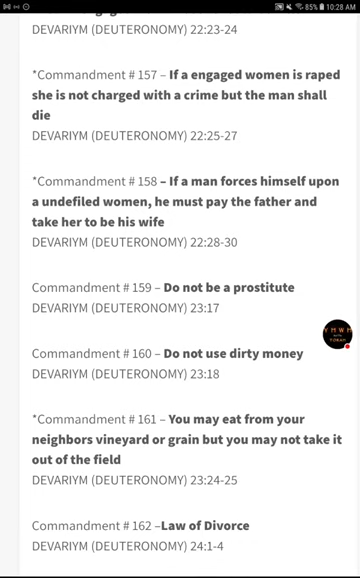 85% 10:28 AM
DEVARIYM (DEUTERONOMY) 22:23-24
*Commandment # 157 – If a engaged women is raped
she is not charged with a crime but the man shall
die
DEVARIYM (DEUTERONOMY) 22:25-27
*Commandment # 158 – If a man forces himself upon
a undefiled women, he must pay the father and
take her to be his wife
DEVARIYM (DEUTERONOMY) 22:28-30
Commandment # 159 – Do not be a prostitute
DEVARIYM (DEUTERONOMY) 23:17
Commandment # 160 – Do not use dirty money
DEVARIYM (DEUTERONOMY) 23:18
*Commandment # 161 – You may eat from your
neighbors vineyard or grain but you may not take it
out of the field
DEVARIYM (DEUTERONOMY) 23:24-25
Commandment # 162 –Law of Divorce
DEVARIYM (DEUTERONOMY) 24:1-4